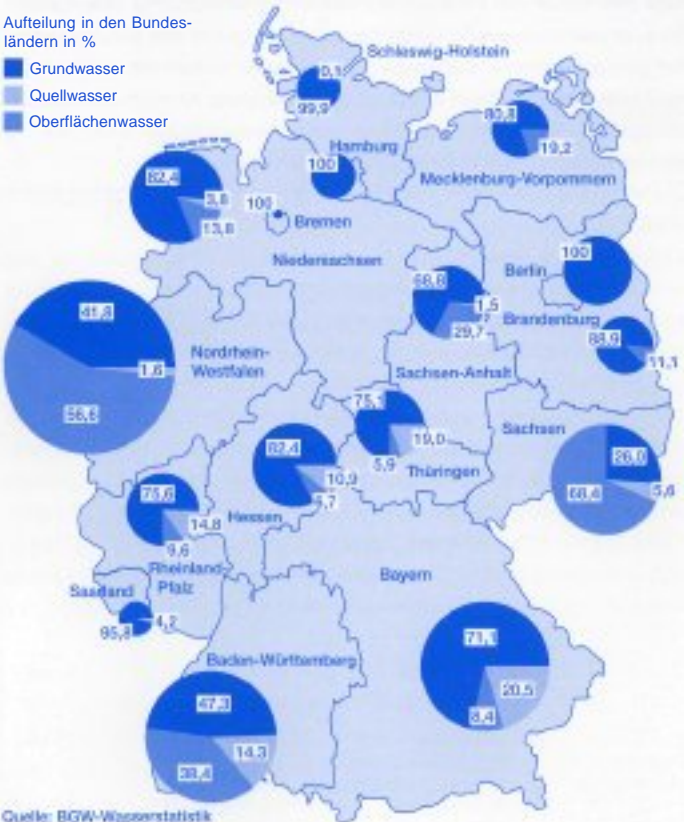 Aufteilung in den Bundes-
ländern in %
Grundwasser
Quellwasser
Oberflächenwasser
Schleswig-Holstein
0,1
99,9
Hamburg
100
80,8
19,2
Mecklenburg-Vorpommern
82,4
3,8
13,8
100
Bremen
Niedersachsen
Berlin
100
68,8
1,5
29,7
Brandenburg
88,9
11,1
Sachsen-Anhalt
41,8
1,6
56,6
Nordrhein-
Westfalen
75,1
19,0
5,9
Thüringen
Sachsen
26,0
5,6
68,4
82,4
10,9
6,7
Hessen
75,6
14,8
9,6
Rheinland-
Pfalz
Saarland
95,8
4,2
Bayern
71,1
20,5
8,4
Baden-Württemberg
47,3
14,3
38,4
Quelle: BGW-Wasserstatistik